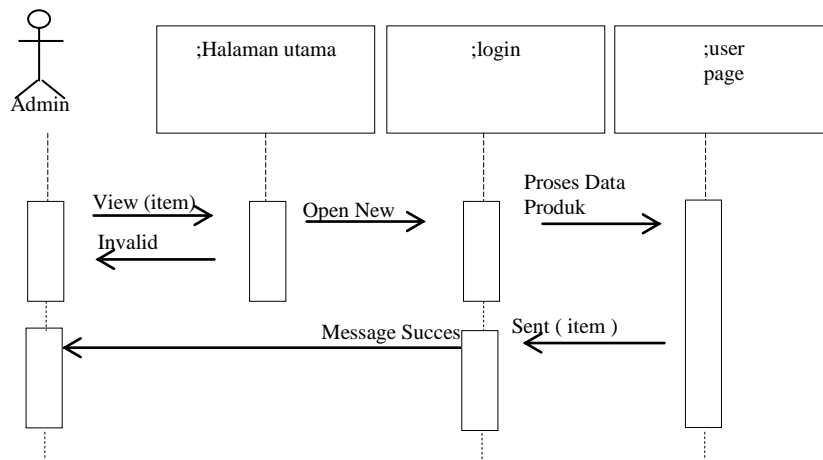 ;Halaman utama
;login
;user
page
Admin
View (item)
Open New
Proses Data
Produk
Invalid
Message Succes
Sent ( item )